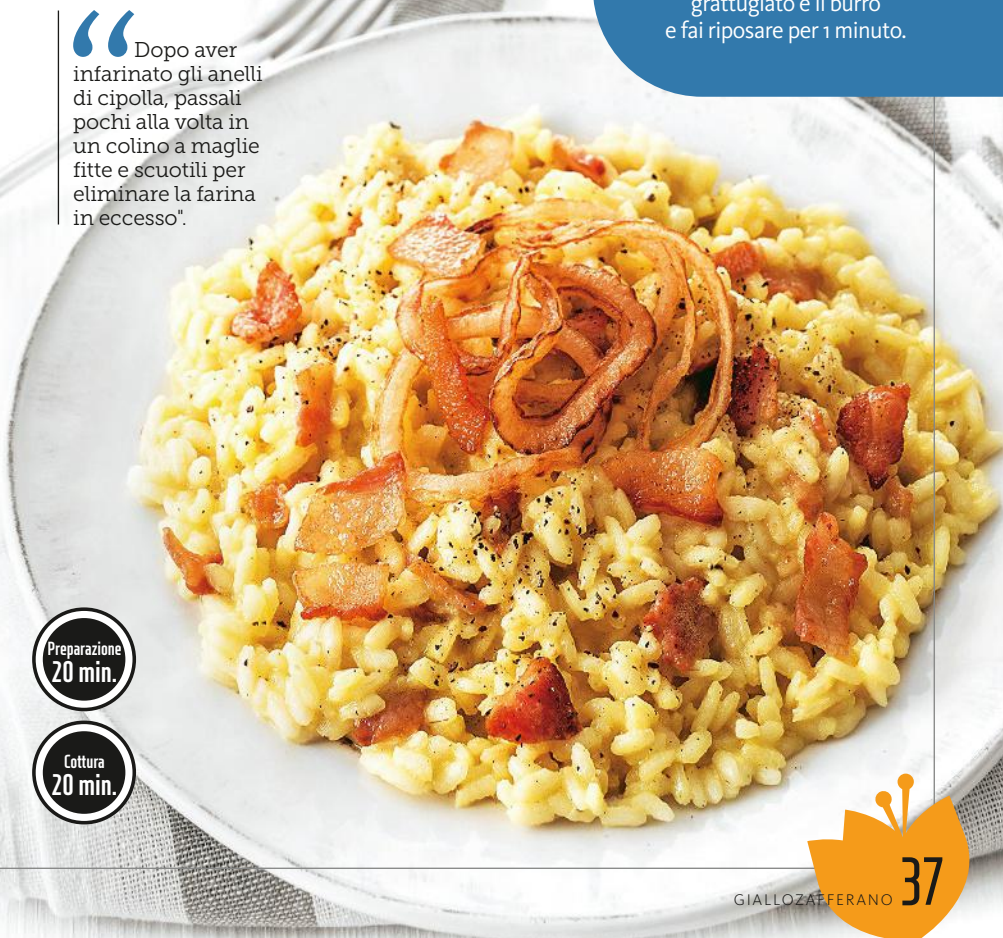 grattugiato e il burro
e fai riposare per 1 minuto.
“ Dopo aver
infarinato gli anelli
di cipolla, passali
pochi alla volta in
un colino a maglie
fitte e scuotili per
eliminare la farina
in eccesso".
Preparazione
20 min.
Cottura
20 min.
GIALLOZAFFERANO 37